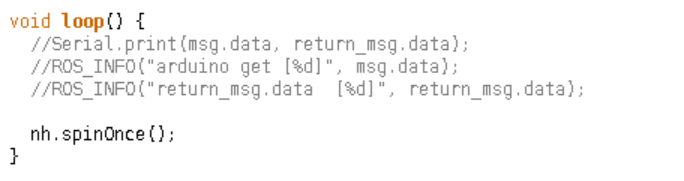 void loop() {
  //Serial.print(msg.data, return_msg.data);
  //ROS_INFO("arduino get [%d]", msg.data);
  //ROS_INFO("return_msg.data  [%d]", return_msg.data);

  nh.spinOnce();
}